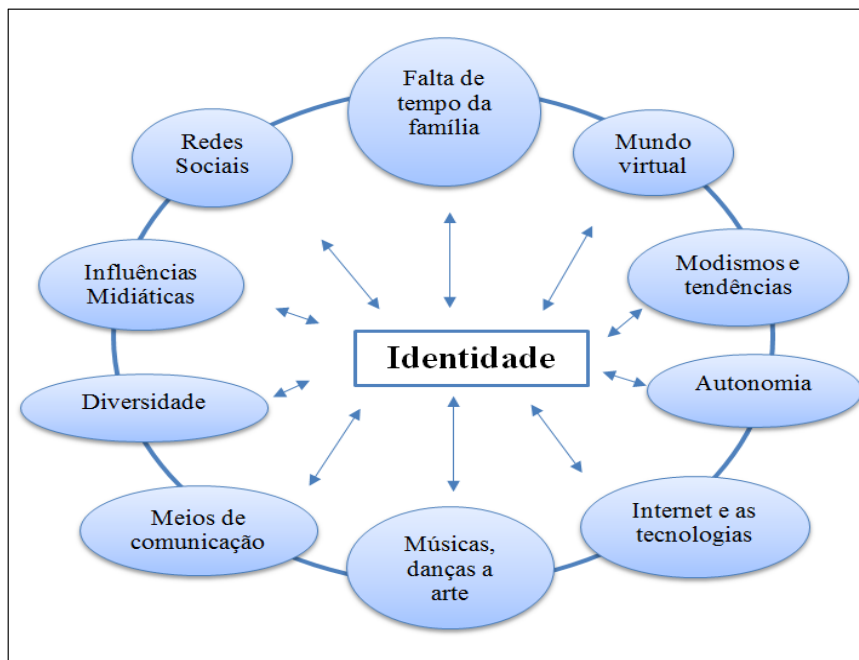 Falta de
tempo da
família
Redes
Sociais
Mundo
virtual
Influências
Midiáticas
Modismos e
tendências
Identidade
Diversidade
Autonomia
Meios de
comunicação
Internet e as
tecnologias
Músicas,
danças a
arte